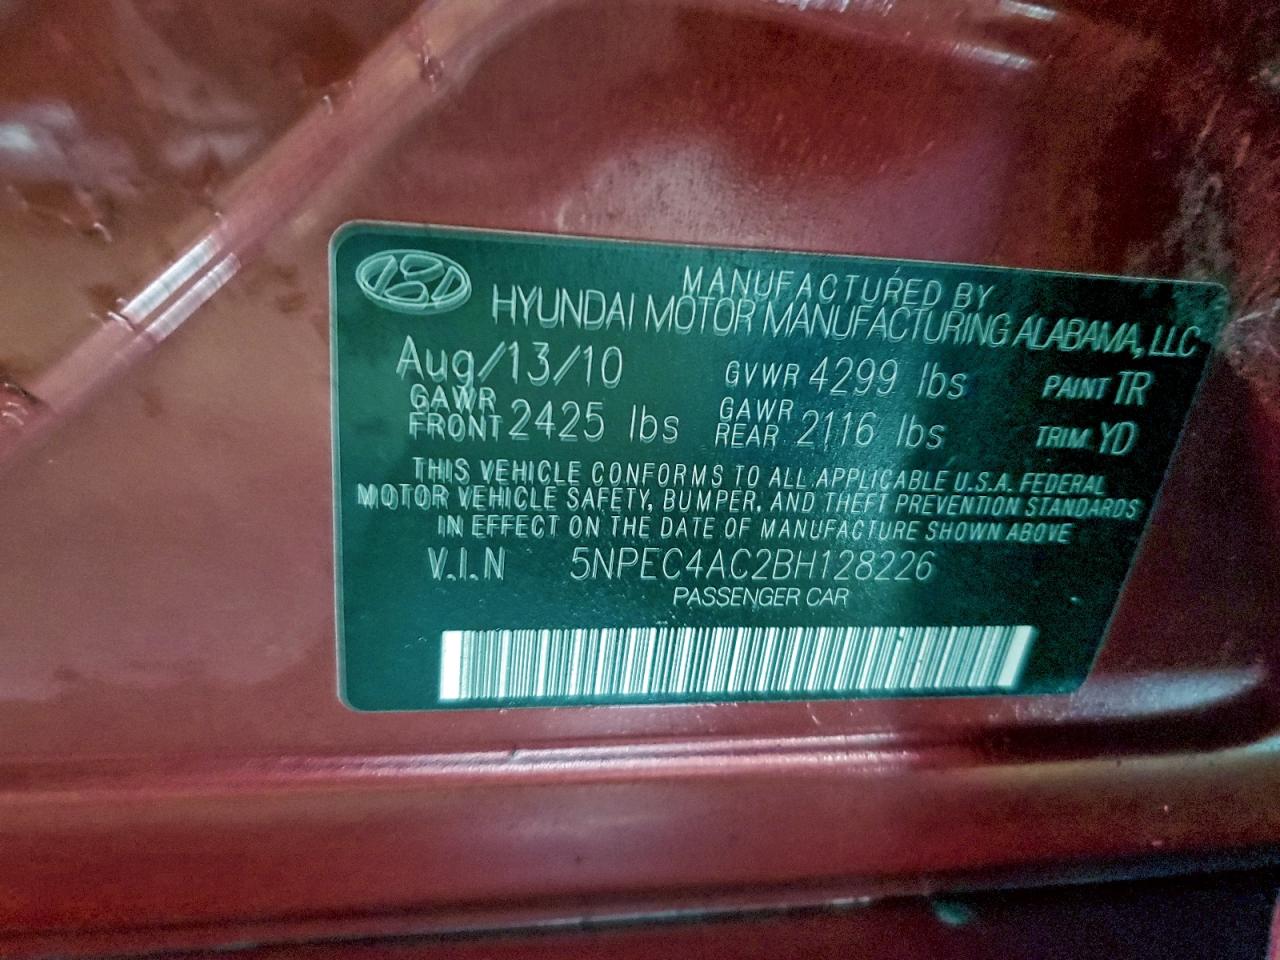 MANUFACTURED BY
HYUNDAI MOTOR MANUFACTURING ALABAMA, LLC
Aug/13/10 GVWR 4299 lbs PAINT TR
GAWR FRONT 2425 lbs GAWR REAR 2116 lbs TRIM YD
THIS VEHICLE CONFORMS TO ALL APPLICABLE U.S.A. FEDERAL
MOTOR VEHICLE SAFETY, BUMPER, AND THEFT PREVENTION STANDARDS
IN EFFECT ON THE DATE OF MANUFACTURE SHOWN ABOVE
V.I.N 5NPEC4AC2BH128226
PASSENGER CAR